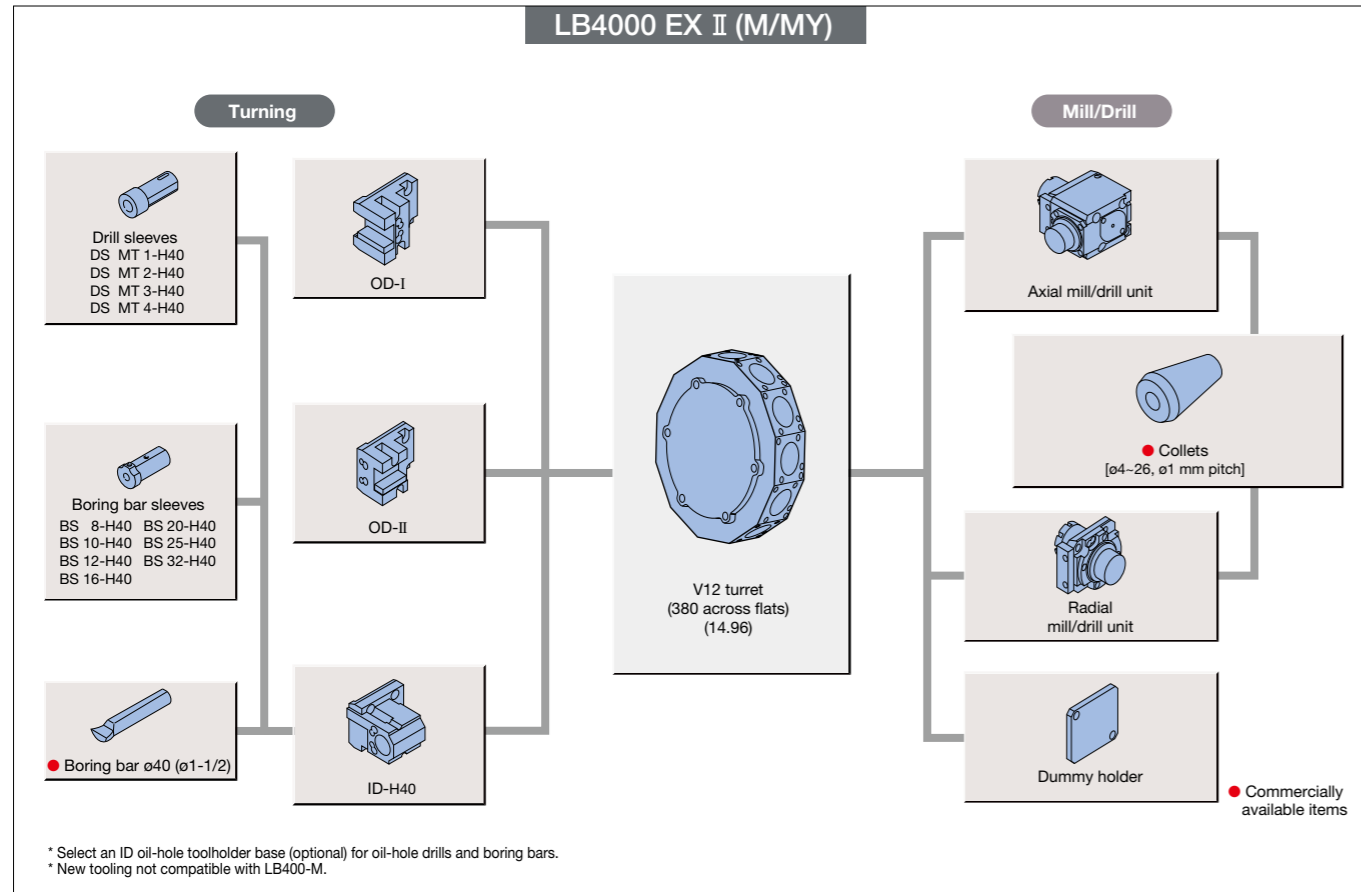 LB4000 EX Ⅱ (M/MY)
Turning
Mill/Drill
Drill sleeves
DS MT 1-H40
DS MT 2-H40
DS MT 3-H40
DS MT 4-H40
OD-Ⅰ
Axial mill/drill unit
● Collets
[ø4~26, ø1 mm pitch]
Boring bar sleeves
BS 8-H40 BS 20-H40
BS 10-H40 BS 25-H40
BS 12-H40 BS 32-H40
BS 16-H40
OD-Ⅱ
V12 turret
(380 across flats)
(14.96)
Radial
mill/drill unit
● Boring bar ø40 (ø1-1/2)
ID-H40
Dummy holder
● Commercially
available items
* Select an ID oil-hole toolholder base (optional) for oil-hole drills and boring bars.
* New tooling not compatible with LB400-M.